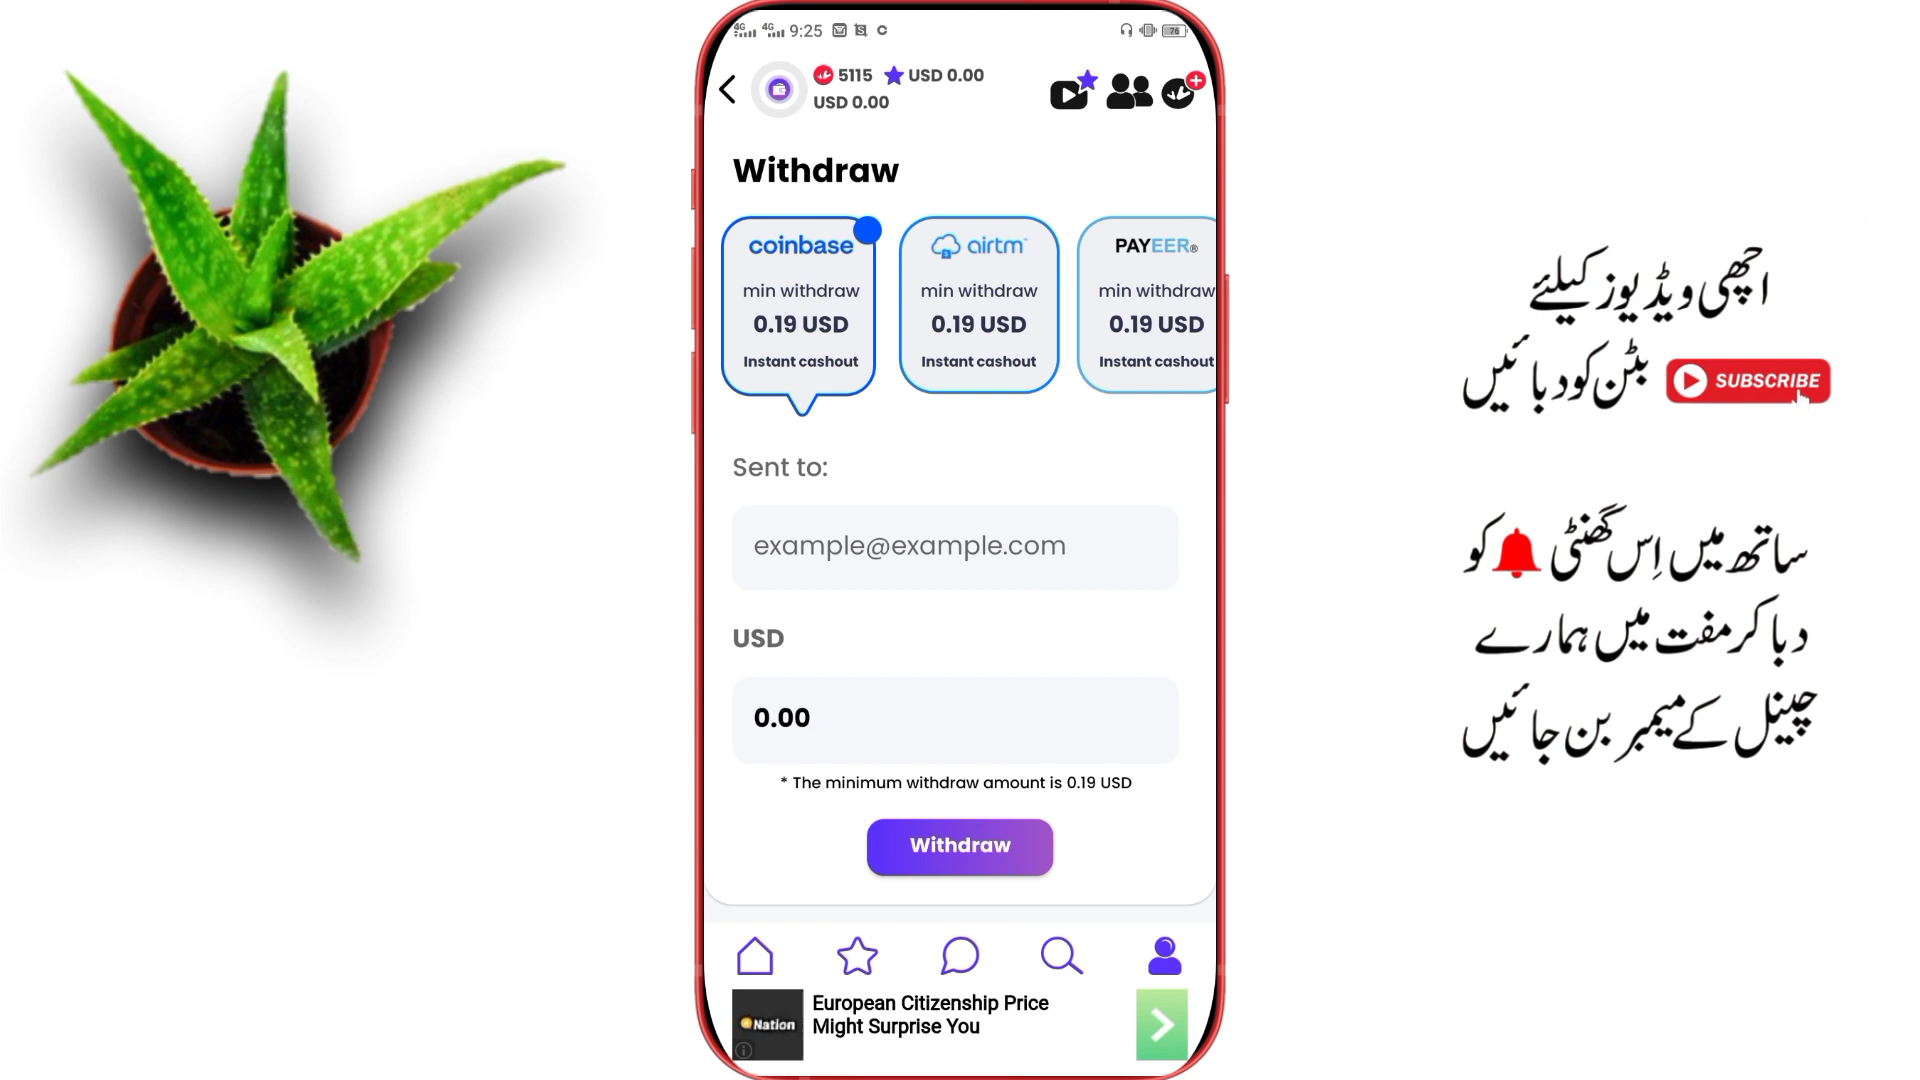 4G 4G 9:25 76
5115 USD 0.00
USD 0.00
Withdraw
coinbase
min withdraw
0.19 USD
Instant cashout
airtm
min withdraw
0.19 USD
Instant cashout
PAYEER®
min withdraw
0.19 USD
Instant cashout
Sent to:
example@example.com
USD
0.00
* The minimum withdraw amount is 0.19 USD
Withdraw
Nation
European Citizenship Price
Might Surprise You
اچھی ویڈیوز کیلئے
بٹن کو دبائیں SUBSCRIBE
ساتھ میں اِس گھنٹی کو
دبا کر مفت میں ہمارے
چینل کے میمبر بن جائیں